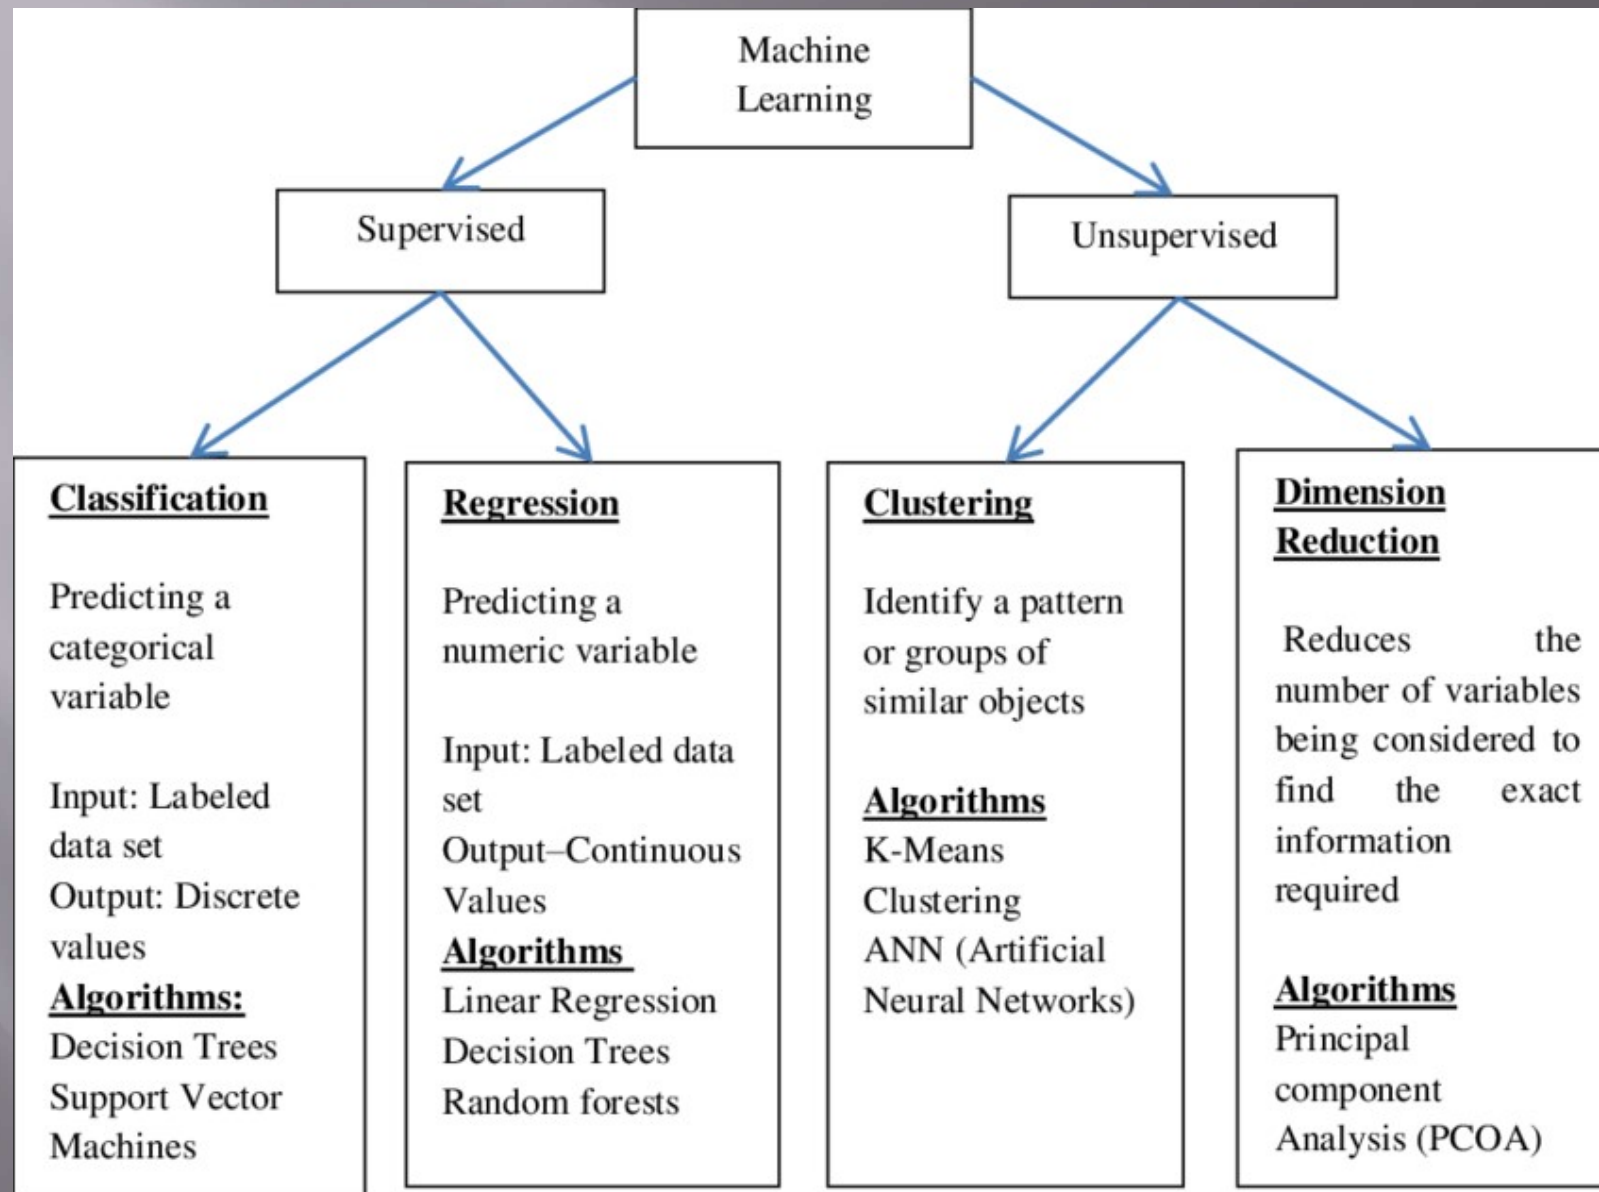 Machine
Learning
Supervised
Unsupervised
Classification
Predicting a
categorical
variable
Input: Labeled
data set
Output: Discrete
values
Algorithms:
Decision Trees
Support Vector
Machines
Regression
Predicting a
numeric variable
Input: Labeled data
set
Output–Continuous
Values
Algorithms
Linear Regression
Decision Trees
Random forests
Clustering
Identify a pattern
or groups of
similar objects
Algorithms
K-Means
Clustering
ANN (Artificial
Neural Networks)
Dimension
Reduction
Reduces the
number of variables
being considered to
find the exact
information
required
Algorithms
Principal
component
Analysis (PCOA)